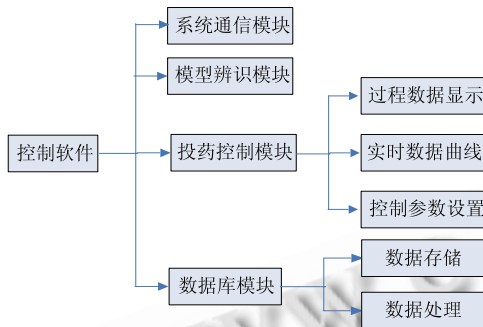 系统通信模块
模型辨识模块
过程数据显示
控制软件
投药控制模块
实时数据曲线
控制参数设置
数据存储
数据库模块
数据处理